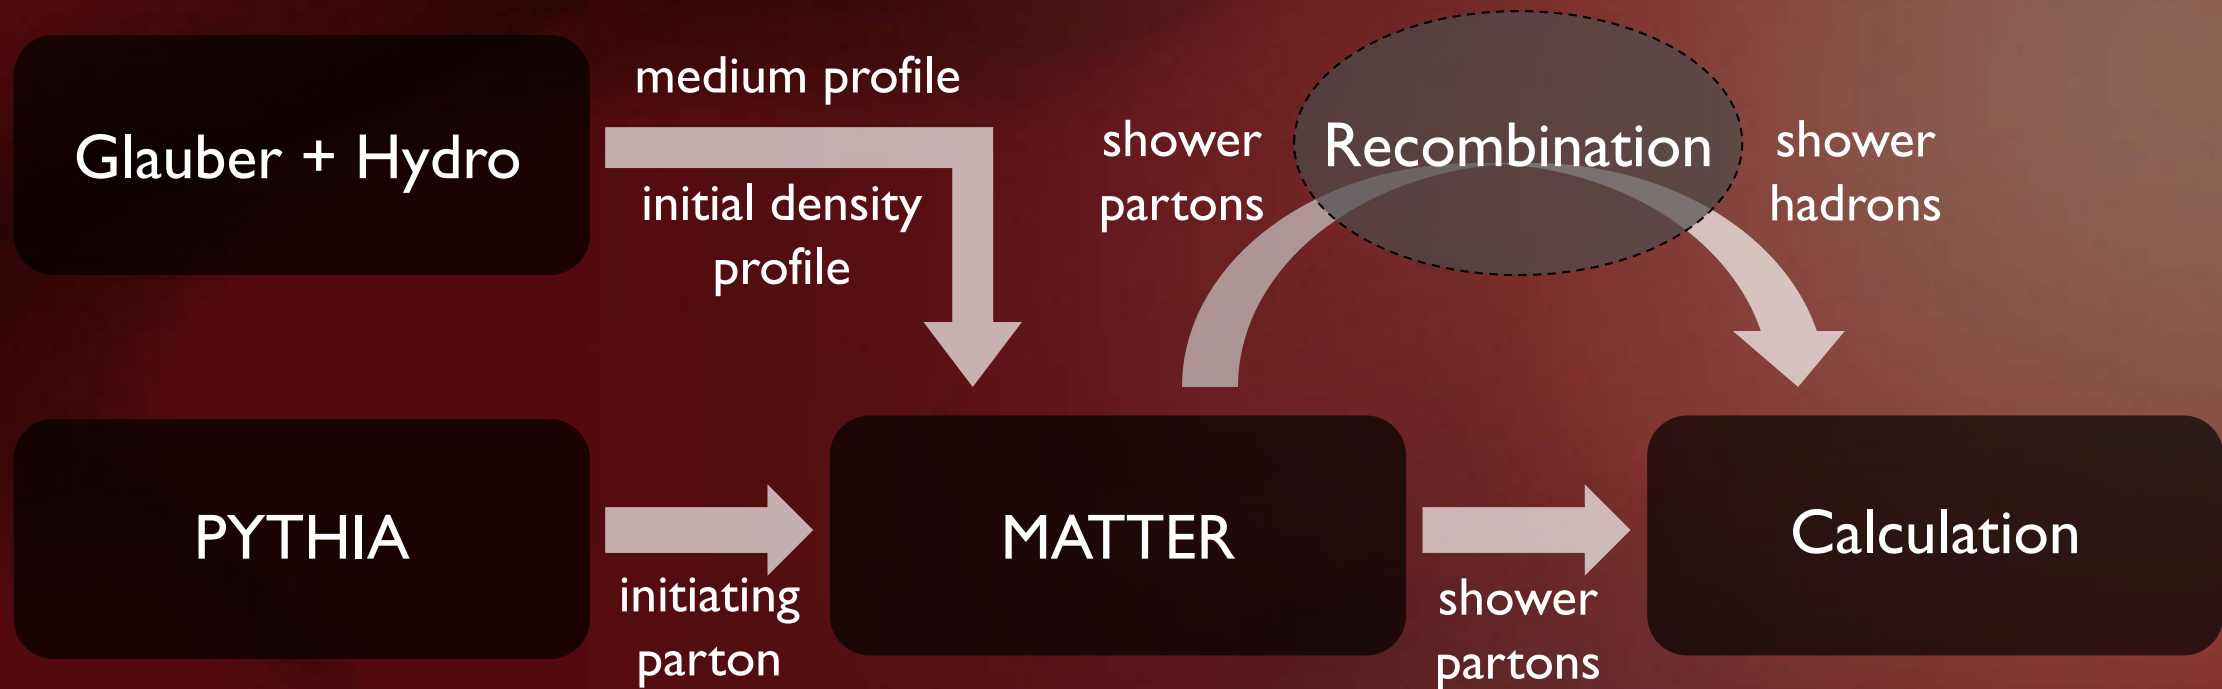 Glauber + Hydro
medium profile
initial density
profile
shower
partons
Recombination
shower
hadrons
PYTHIA
initiating
parton
MATTER
shower
partons
Calculation